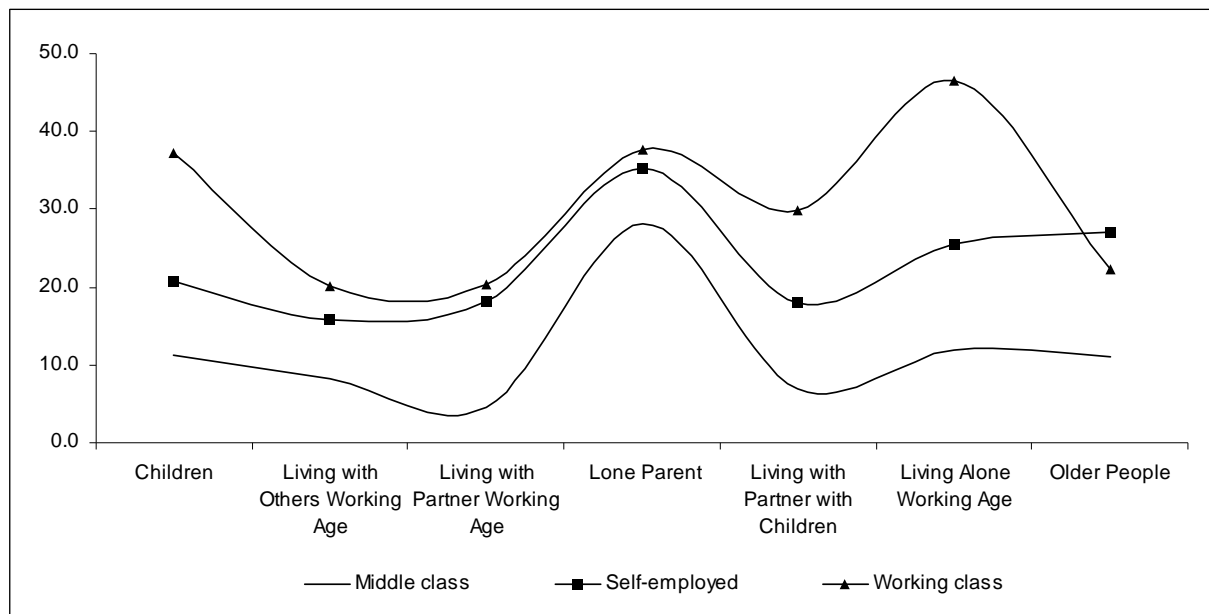 50.0
40.0
30.0
20.0
10.0
0.0
Children
Living with
Others Working
Age
Living with
Partner Working
Age
Lone Parent
Living with
Partner with
Children
Living Alone
Working Age
Older People
Middle class
Self-employed
Working class